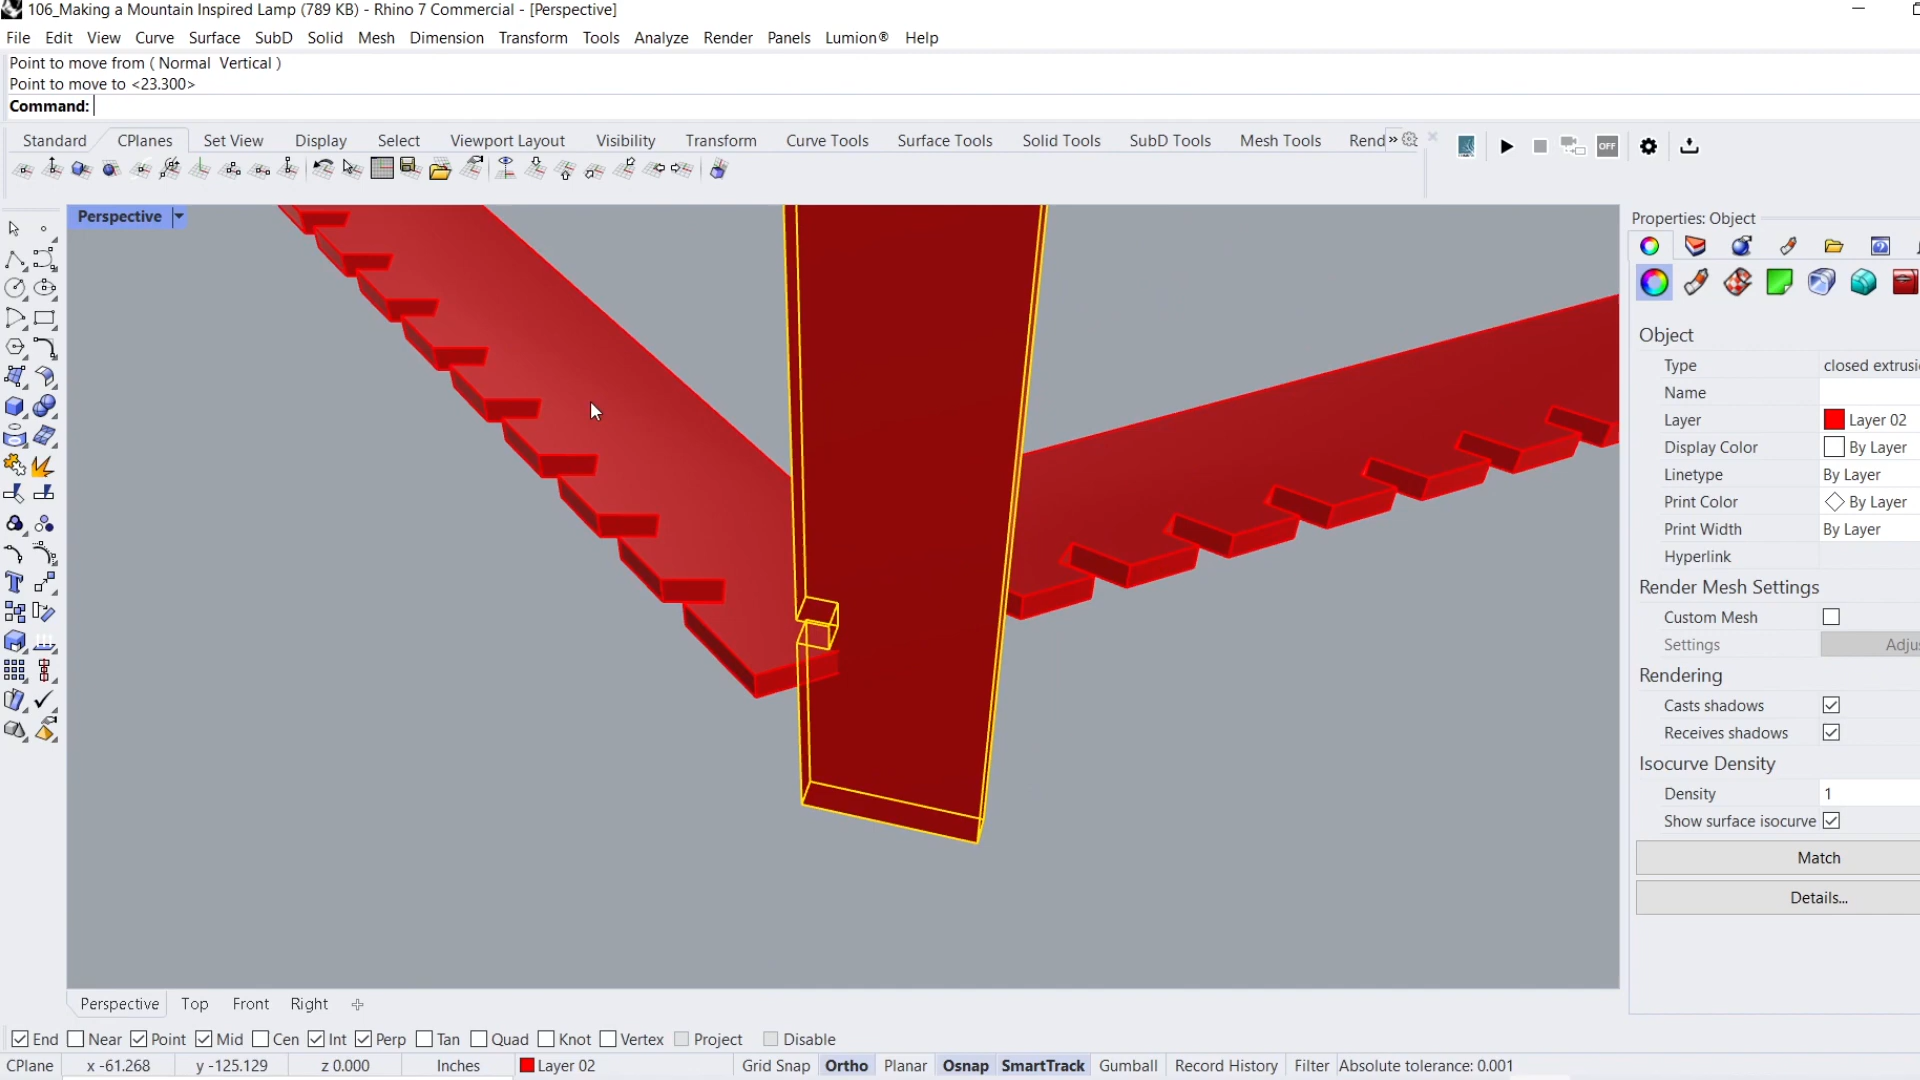 106_Making a Mountain Inspired Lamp (789 KB) - Rhino 7 Commercial - [Perspective]
File Edit View Curve Surface SubD Solid Mesh Dimension Transform Tools Analyze Render Panels Lumion® Help
Point to move from ( Normal Vertical )
Point to move to <23.300>
Command:
Standard CPlanes Set View Display Select Viewport Layout Visibility Transform Curve Tools Surface Tools Solid Tools SubD Tools Mesh Tools Rend »
OFF
Perspective
Properties: Object
Object
Type closed extrusi
Name
Layer Layer 02
Display Color By Layer
Linetype By Layer
Print Color By Layer
Print Width By Layer
Hyperlink
Render Mesh Settings
Custom Mesh
Settings Adju
Rendering
Casts shadows
Receives shadows
Isocurve Density
Density 1
Show surface isocurve
Match
Details...
Perspective Top Front Right
End Near Point Mid Cen Int Perp Tan Quad Knot Vertex Project Disable
CPlane x -61.268 y -125.129 z 0.000 Inches Layer 02 Grid Snap Ortho Planar Osnap SmartTrack Gumball Record History Filter Absolute tolerance: 0.001